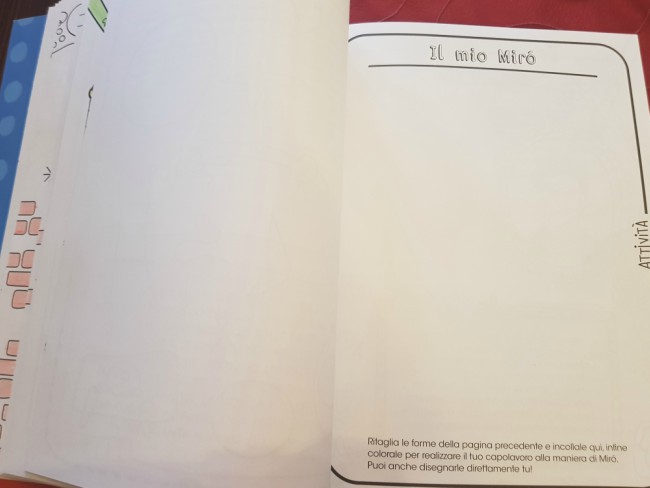 Il mio Miró
ATTIVITÀ
Ritaglia le forme della pagina precedente e incollale qui, infine
colorale per realizzare il tuo capolavoro alla maniera di Miró.
Puoi anche disegnarle direttamente tu!